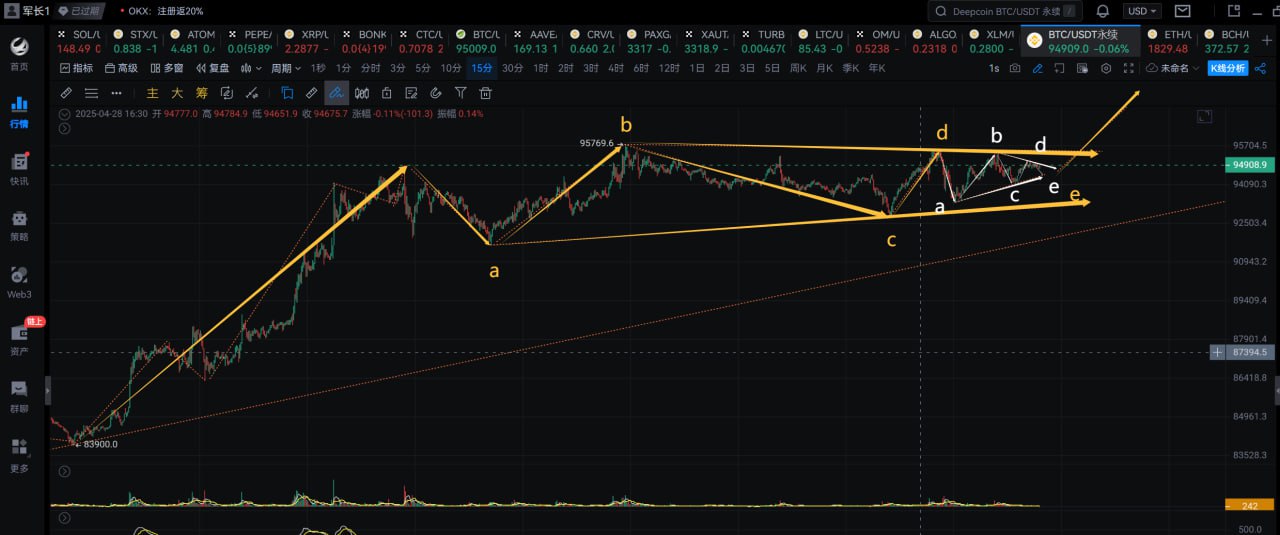 军长1 已过期 • OKX：注册返20% Deepcoin BTC/USDT 永续 / USD
SOL/U STX/U ATOM PEPE/ XRP/U BONK CTC/U BTC/U AAVE/ CRV/U PAXG/ XAUT/ TURB LTC/U OM/U ALGO XLM/U BTC/USDT永续 ETH/U BCH/U
148.49 0 0.838 -1 4.481 0.4 0.0{5}89 2.2877 - 0.0{4}19 0.7078 2 95009.0 169.13 1 0.660 2.0 3317 -0. 3318.9 - 0.00467 85.43 -0 0.5238 - 0.2318 0 0.2800 - 94909.0 -0.06% 1829.48 372.57 2
首页
行情
快讯
策略
Web3
链上
资产
群聊
更多
指标 高级 多窗 复盘 周期 1秒 1分 分时 3分 5分 10分 15分 30分 1时 2时 3时 4时 6时 12时 1日 2日 3日 5日 周K 月K 季K 年K 1s 未命名 K线分析
主 大 筹
2025-04-28 16:30 开 94777.0 高 94784.9 低 94651.9 收 94675.7 涨幅 -0.11%(-101.3) 振幅 0.14%
95769.6
b
d
b
d
a
c
e
e
a
c
83900.0
95704.5
94908.9
94090.3
92503.4
90943.2
89409.4
87901.4
87394.5
86418.8
84961.3
83528.3
242
500.0